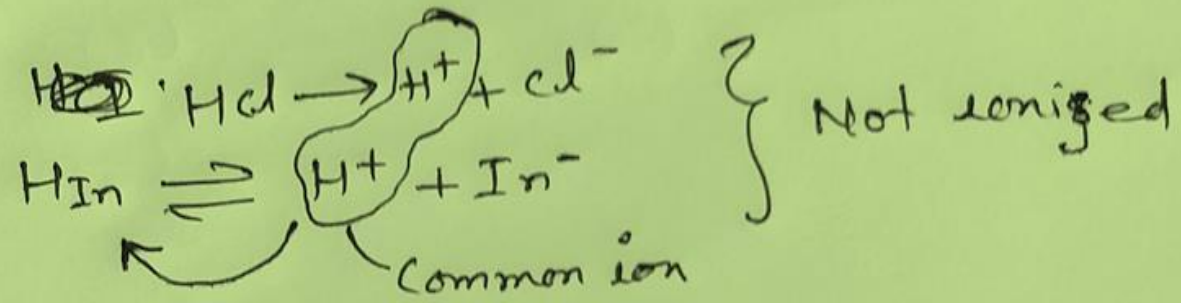 HCl → H⁺ + Cl⁻
HIn ⇌ H⁺ + In⁻ } Not ionized
Common ion